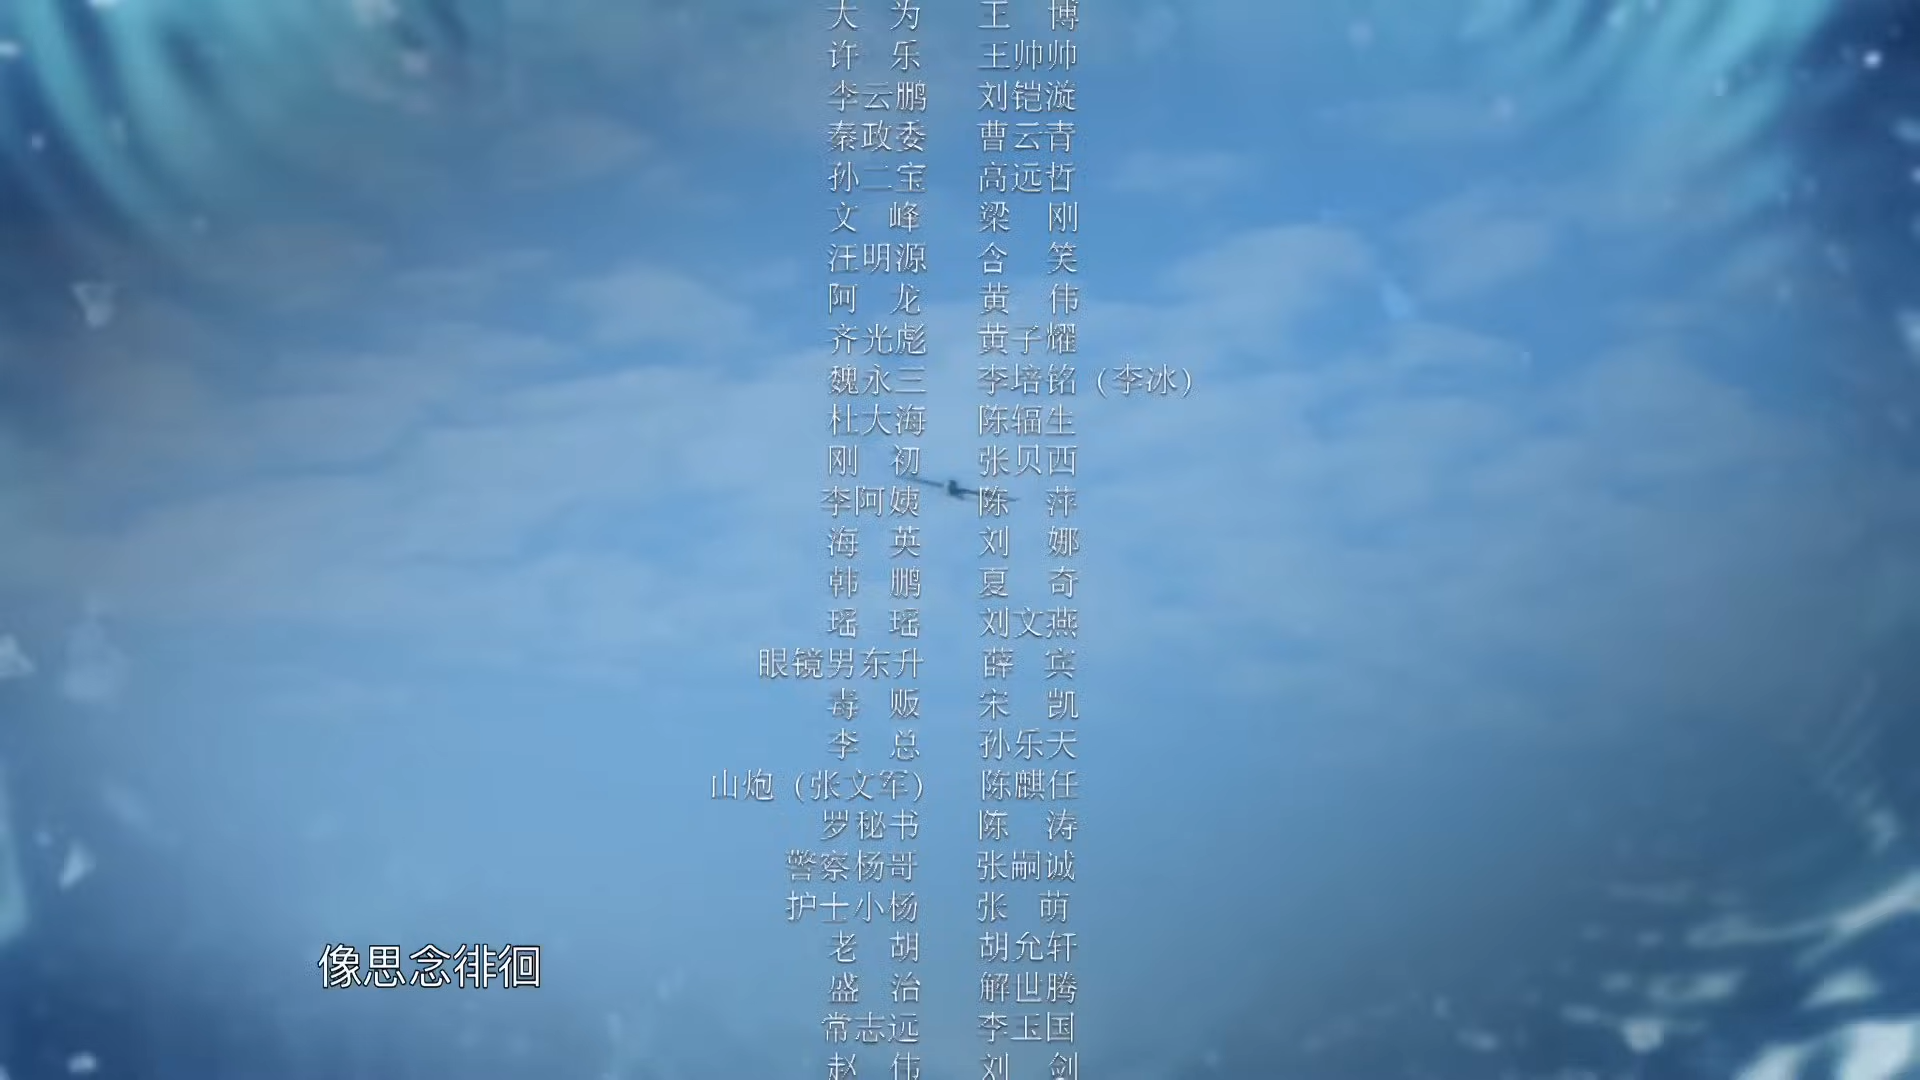 大为 王博
许乐 王帅帅
李云鹏 刘铠漩
秦政委 曹云青
孙二宝 高远哲
文峰 梁刚
汪明源 含笑
阿龙 黄伟
齐光彪 黄子耀
魏永三 李培铭（李冰）
杜大海 陈辐生
刚初 张贝西
李阿姨 陈萍
海英 刘娜
韩鹏 夏奇
瑶瑶 刘文燕
眼镜男东升 薛宾
毒贩 宋凯
李总 孙乐天
山炮（张文军） 陈麒任
罗秘书 陈涛
警察杨哥 张嗣诚
护士小杨 张萌
老胡 胡允轩
盛治 解世腾
常志远 李玉国
赵伟 刘剑
像思念徘徊